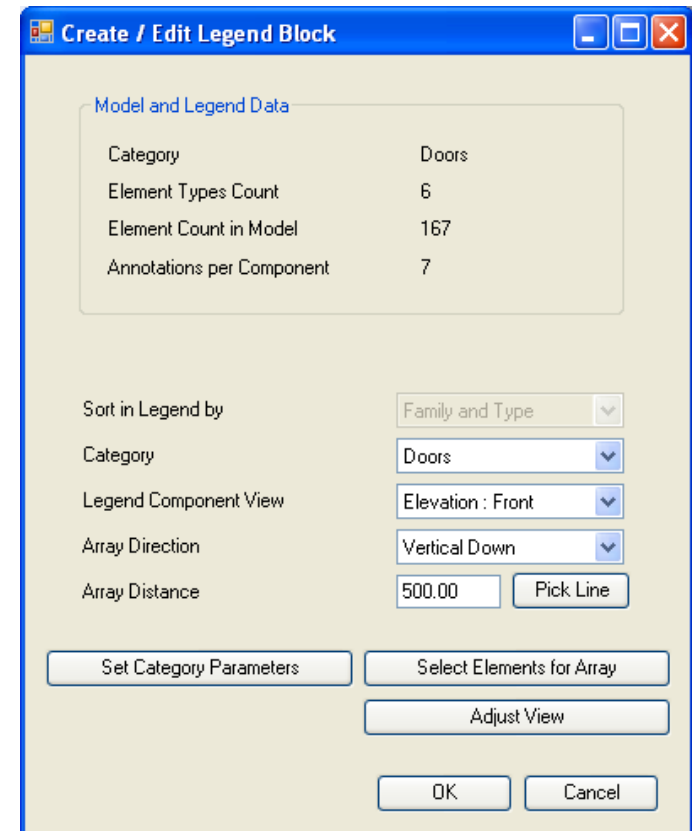 Create / Edit Legend Block
Model and Legend Data
Category Doors
Element Types Count 6
Element Count in Model 167
Annotations per Component 7
Sort in Legend by Family and Type
Category Doors
Legend Component View Elevation : Front
Array Direction Vertical Down
Array Distance 500.00 Pick Line
Set Category Parameters Select Elements for Array
Adjust View
OK Cancel